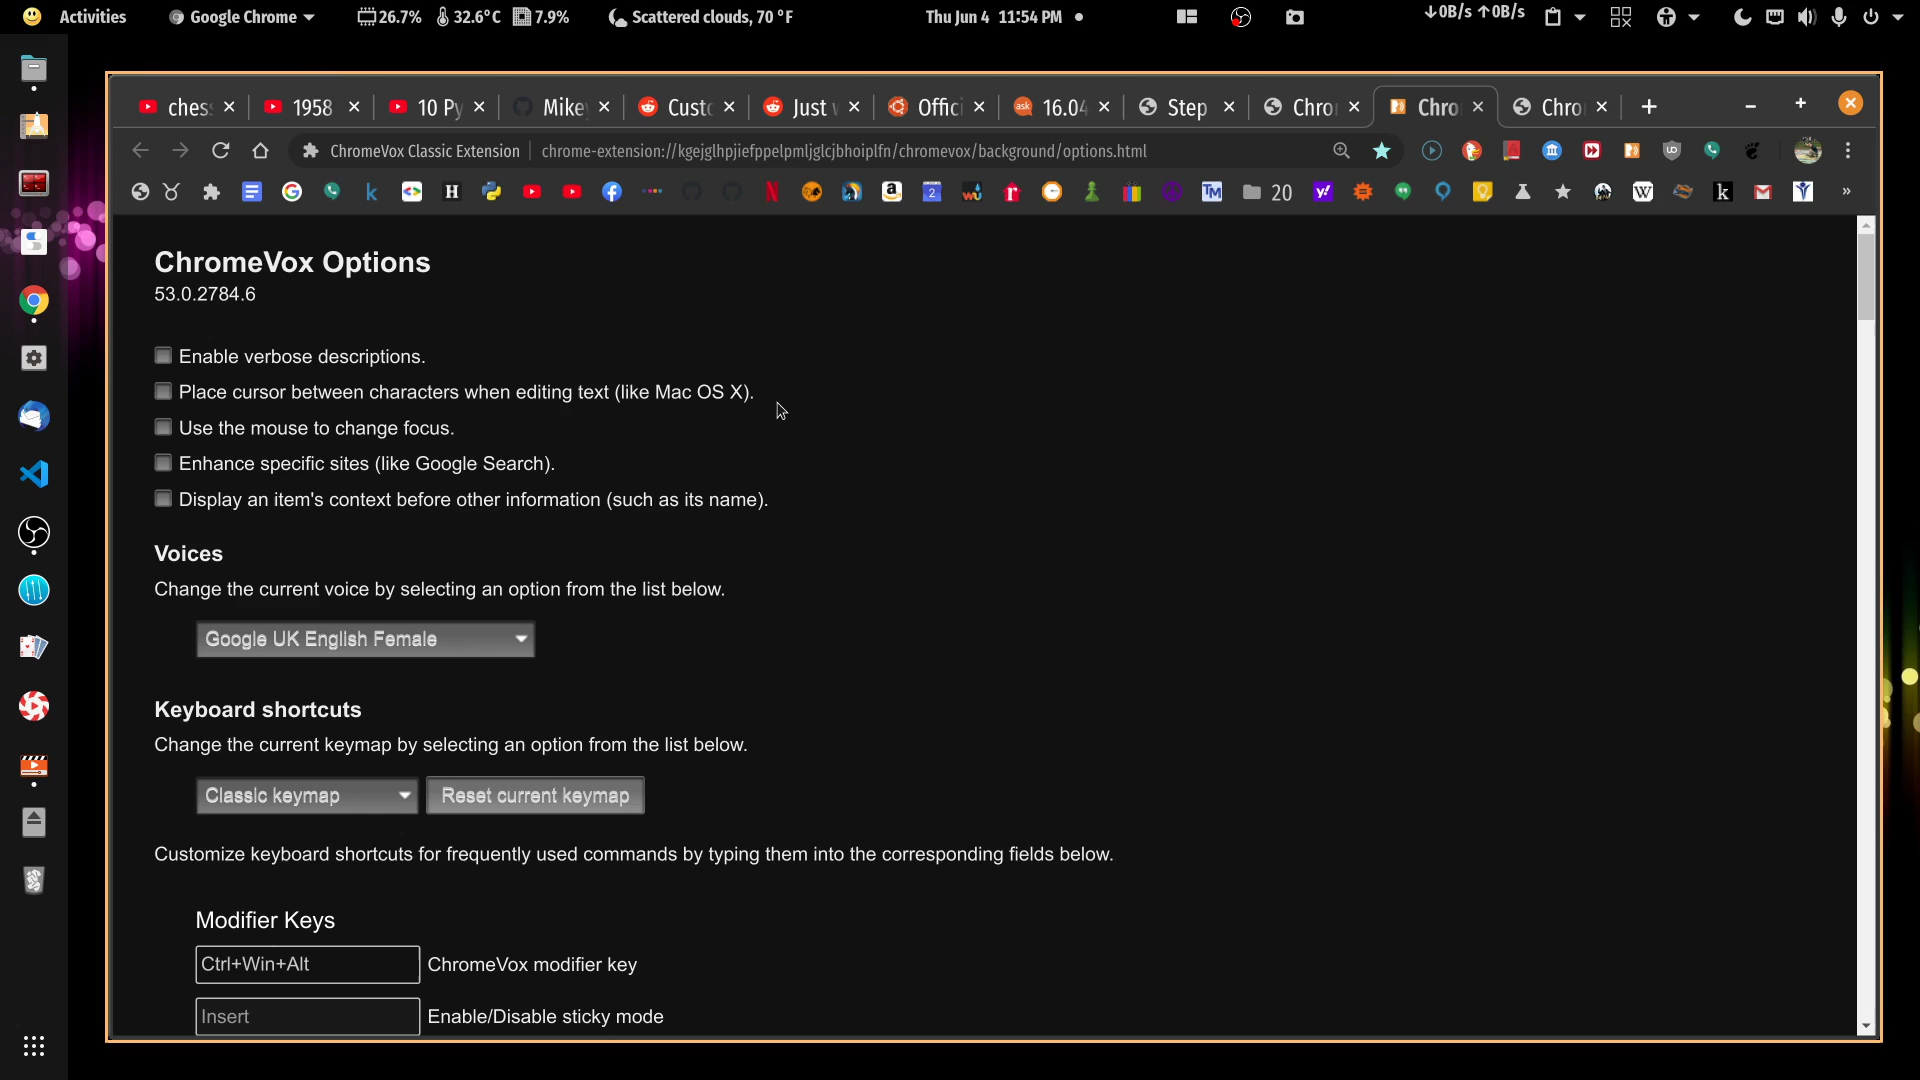 Activities
Google Chrome
26.7% 32.6°C 7.9%
Scattered clouds, 70 °F
Thu Jun 4 11:54 PM
↓0B/s ↑0B/s
ches
1958
10 Py
Mike
Custo
Just
Offici
ask
16.04
Step
Chro
Chro
Chro
ChromeVox Classic Extension
chrome-extension://kgejglhpjiefppelpmljglcjbhoiplfn/chromevox/background/options.html
20
ChromeVox Options
53.0.2784.6
Enable verbose descriptions.
Place cursor between characters when editing text (like Mac OS X).
Use the mouse to change focus.
Enhance specific sites (like Google Search).
Display an item's context before other information (such as its name).
Voices
Change the current voice by selecting an option from the list below.
Google UK English Female
Keyboard shortcuts
Change the current keymap by selecting an option from the list below.
Classic keymap
Reset current keymap
Customize keyboard shortcuts for frequently used commands by typing them into the corresponding fields below.
Modifier Keys
Ctrl+Win+Alt ChromeVox modifier key
Insert Enable/Disable sticky mode